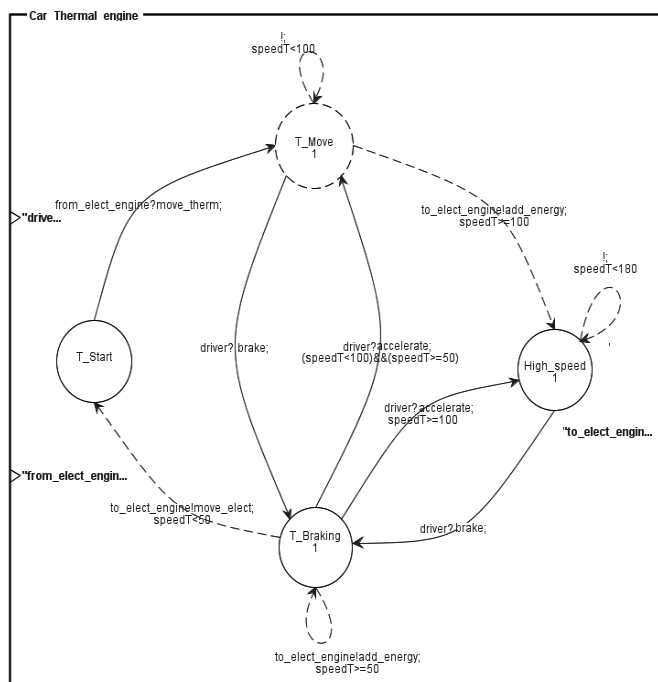 Car Thermal engine
!;
speedT<100
T_Move
1
from_elect_engine?move_therm;
"drive...
to_elect_engine!add_energy;
speedT>=100
!;
speedT<180
driver? brake;
driver?accelerate;
(speedT<100)&&(speedT>=50)
T_Start
High_speed
1
driver?accelerate;
speedT>=100
"to_elect_engin...
"from_elect_engin...
to_elect_engine!move_elect;
speedT<50
driver?brake;
T_Braking
1
to_elect_engine!add_energy;
speedT>=50